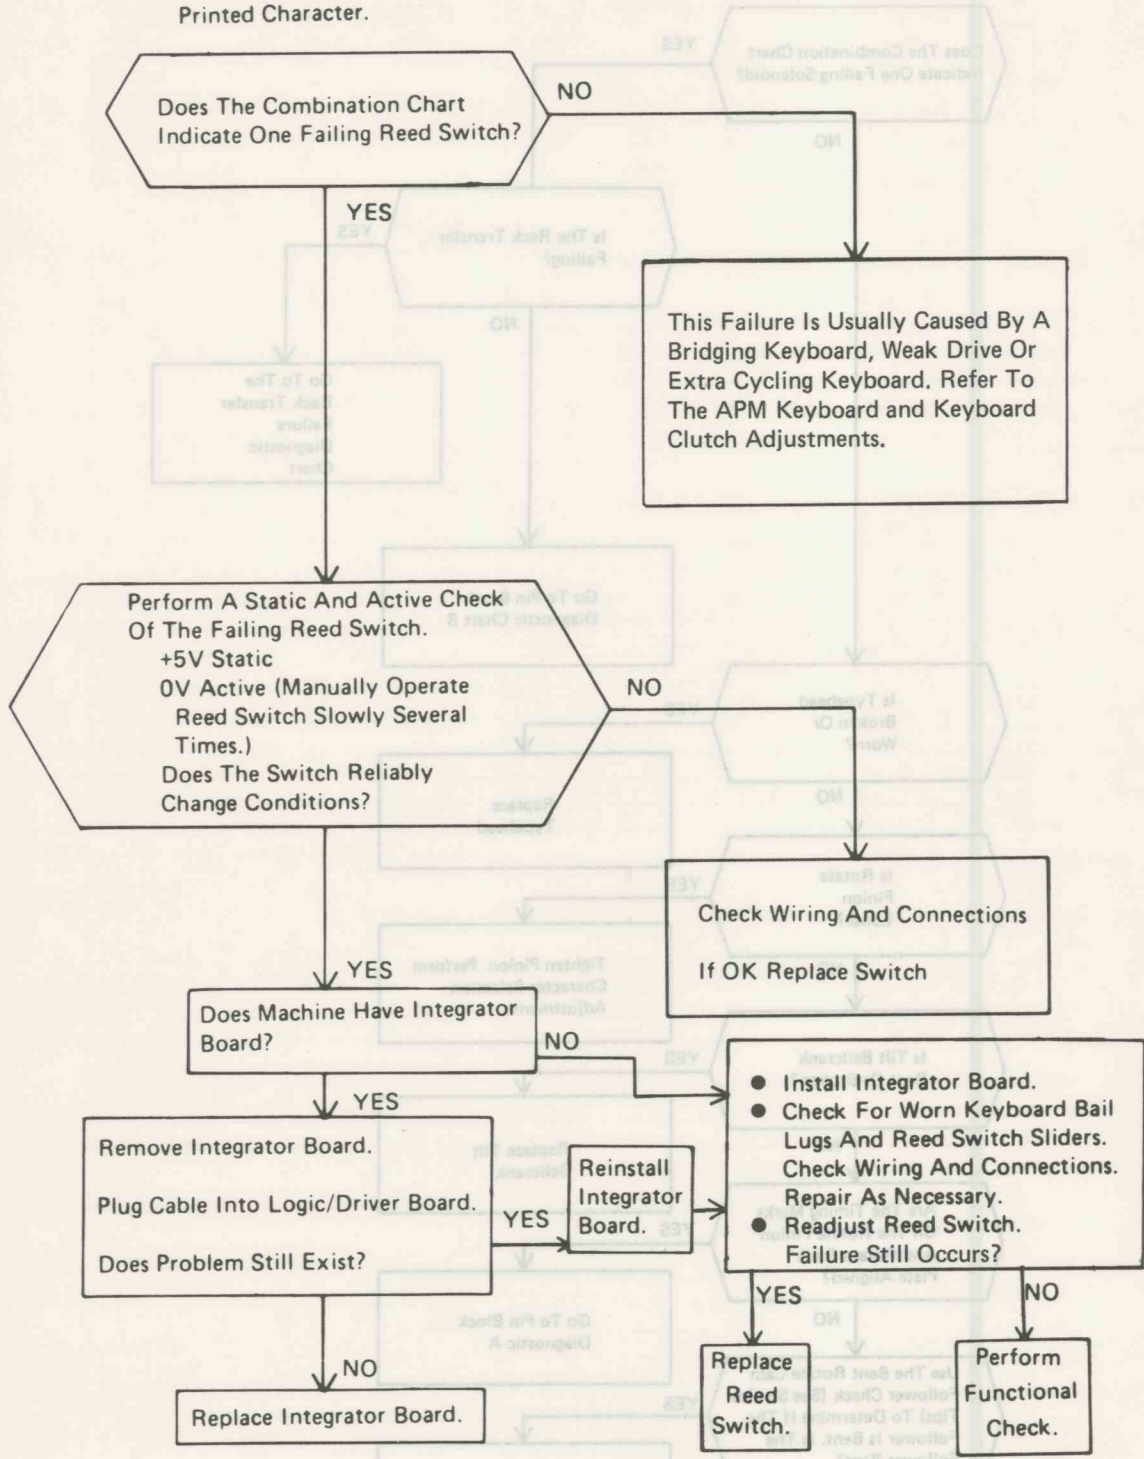 Printed Character.
Does The Combination Chart
Indicate One Failing Reed Switch?
NO
YES
This Failure Is Usually Caused By A
Bridging Keyboard, Weak Drive Or
Extra Cycling Keyboard. Refer To
The APM Keyboard and Keyboard
Clutch Adjustments.
Perform A Static And Active Check
Of The Failing Reed Switch.
+5V Static
0V Active (Manually Operate
Reed Switch Slowly Several
Times.)
Does The Switch Reliably
Change Conditions?
NO
YES
Check Wiring And Connections
If OK Replace Switch
Does Machine Have Integrator
Board?
NO
YES
Remove Integrator Board.
Plug Cable Into Logic/Driver Board.
Does Problem Still Exist?
YES
NO
Reinstall
Integrator
Board.
● Install Integrator Board.
● Check For Worn Keyboard Bail
Lugs And Reed Switch Sliders.
Check Wiring And Connections.
Repair As Necessary.
● Readjust Reed Switch.
Failure Still Occurs?
YES
NO
Replace Integrator Board.
Replace
Reed
Switch.
Perform
Functional
Check.